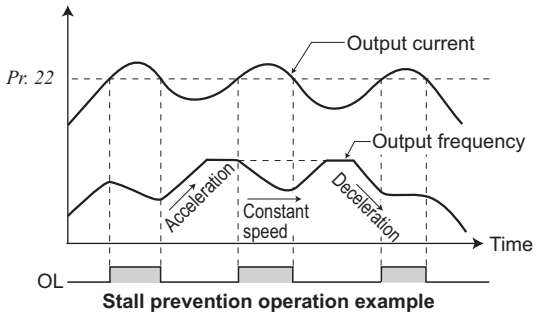 Output current
Pr. 22
Output frequency
Acceleration
Constant
speed
Deceleration
Time
OL
Stall prevention operation example